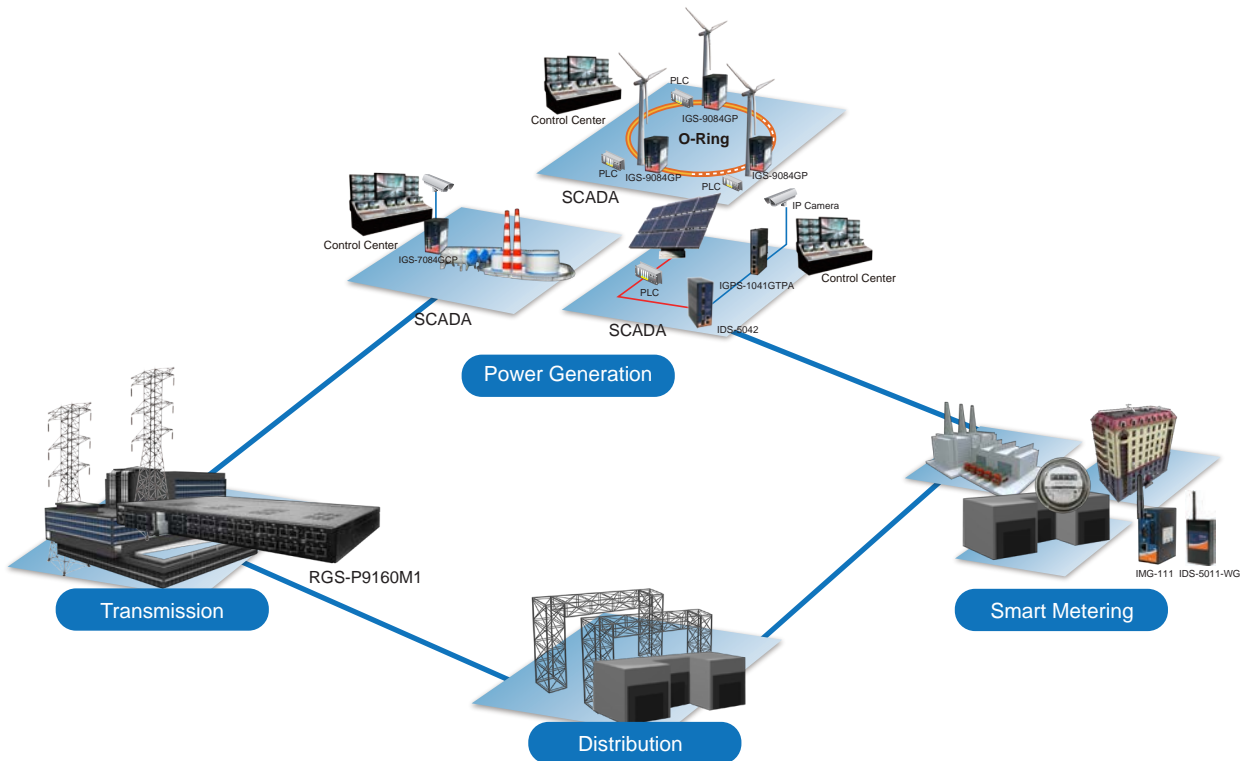 PLC
Control Center
IGS-9084GP
O-Ring
PLC
IGS-9084GP
PLC
IGS-9084GP
SCADA
IP Camera
Control Center
IGS-7084GCP
Control Center
IGPS-1041GTPA
PLC
SCADA
SCADA
IDS-5042
Power Generation
RGS-P9160M1
IMG-111
IDS-5011-WG
Transmission
Smart Metering
Distribution